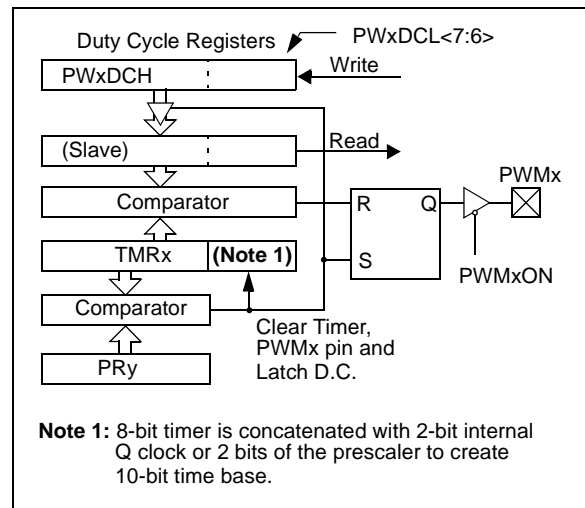 Duty Cycle Registers
PWxDCL<7:6>
PWxDCH
Write
(Slave)
Read
Comparator
R
Q
PWMx
TMRx
(Note 1)
S
PWMxON
Comparator
Clear Timer,
PWMx pin and
Latch D.C.
PRy
Note 1: 8-bit timer is concatenated with 2-bit internal
Q clock or 2 bits of the prescaler to create
10-bit time base.